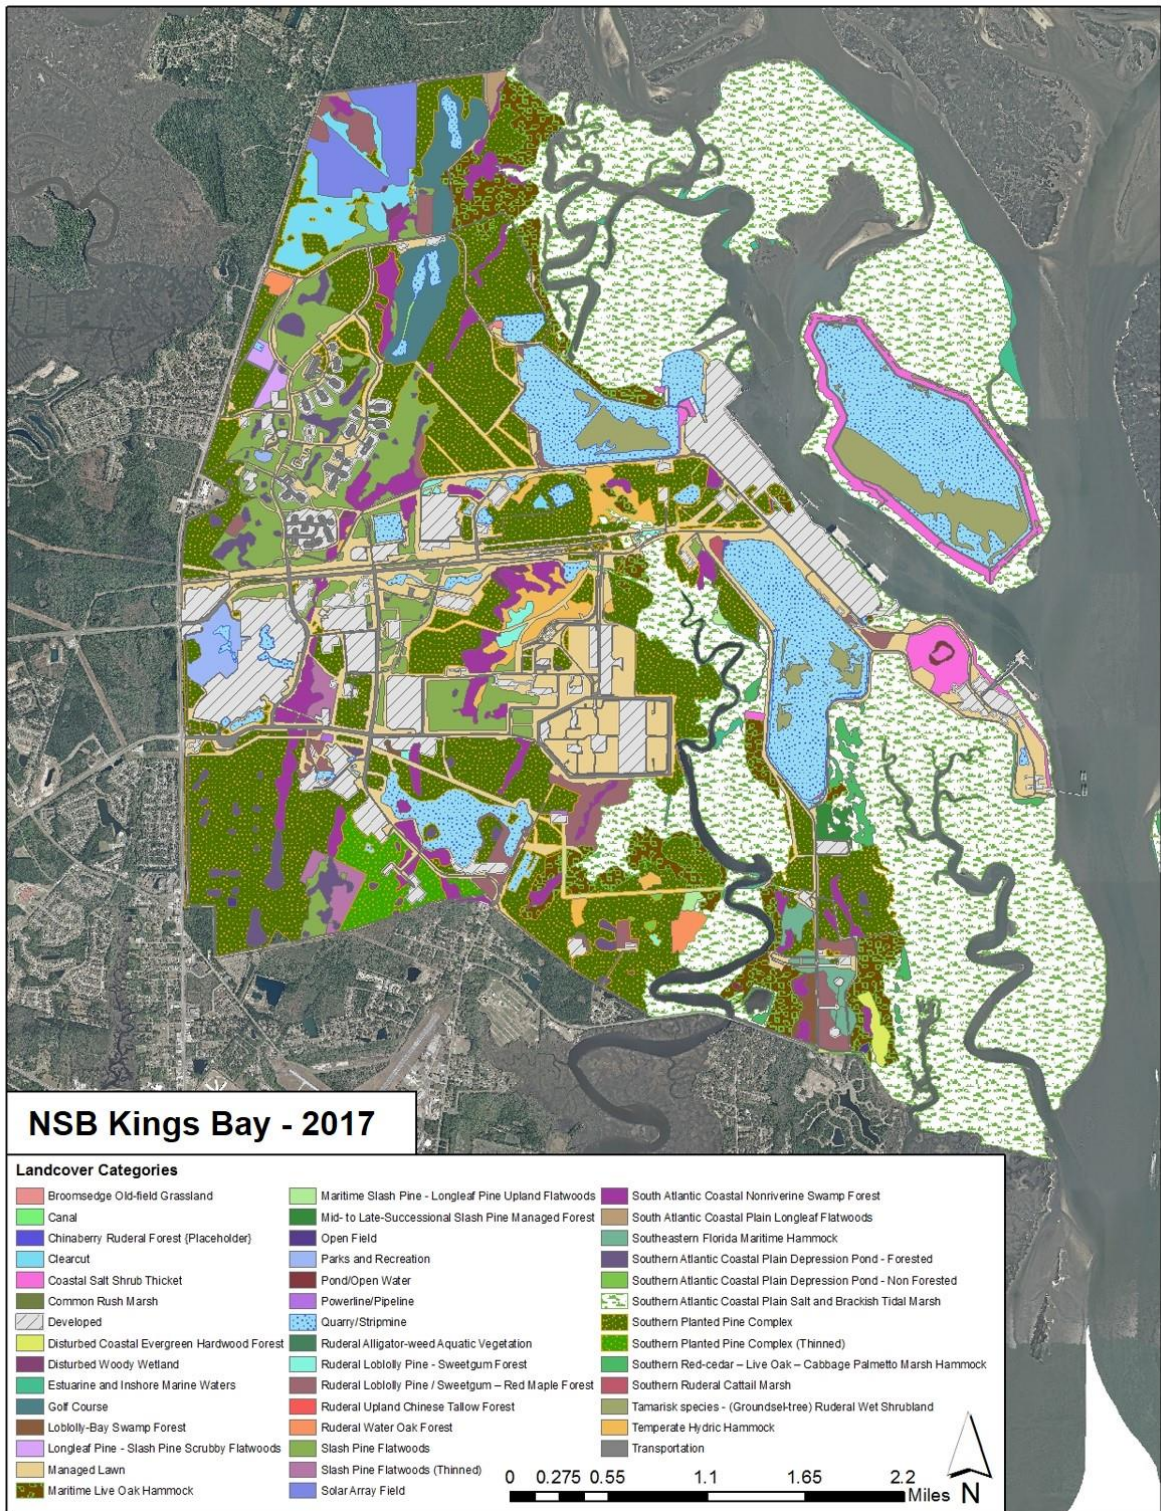 NSB Kings Bay - 2017
Landcover Categories
Broomsedge Old-field Grassland
Canal
Chinaberry Ruderal Forest {Placeholder}
Clearcut
Coastal Salt Shrub Thicket
Common Rush Marsh
Developed
Disturbed Coastal Evergreen Hardwood Forest
Disturbed Woody Wetland
Estuarine and Inshore Marine Waters
Golf Course
Loblolly-Bay Swamp Forest
Longleaf Pine - Slash Pine Scrubby Flatwoods
Managed Lawn
Maritime Live Oak Hammock
Maritime Slash Pine - Longleaf Pine Upland Flatwoods
Mid- to Late-Successional Slash Pine Managed Forest
Open Field
Parks and Recreation
Pond/Open Water
Powerline/Pipeline
Quarry/Stripmine
Ruderal Alligator-weed Aquatic Vegetation
Ruderal Loblolly Pine - Sweetgum Forest
Ruderal Loblolly Pine / Sweetgum – Red Maple Forest
Ruderal Upland Chinese Tallow Forest
Ruderal Water Oak Forest
Slash Pine Flatwoods
Slash Pine Flatwoods (Thinned)
Solar Array Field
South Atlantic Coastal Nonriverine Swamp Forest
South Atlantic Coastal Plain Longleaf Flatwoods
Southeastern Florida Maritime Hammock
Southern Atlantic Coastal Plain Depression Pond - Forested
Southern Atlantic Coastal Plain Depression Pond - Non Forested
Southern Atlantic Coastal Plain Salt and Brackish Tidal Marsh
Southern Planted Pine Complex
Southern Planted Pine Complex (Thinned)
Southern Red-cedar – Live Oak – Cabbage Palmetto Marsh Hammock
Southern Ruderal Cattail Marsh
Tamarisk species - (Groundsel-tree) Ruderal Wet Shrubland
Temperate Hydric Hammock
Transportation
0 0.275 0.55 1.1 1.65 2.2
Miles
N